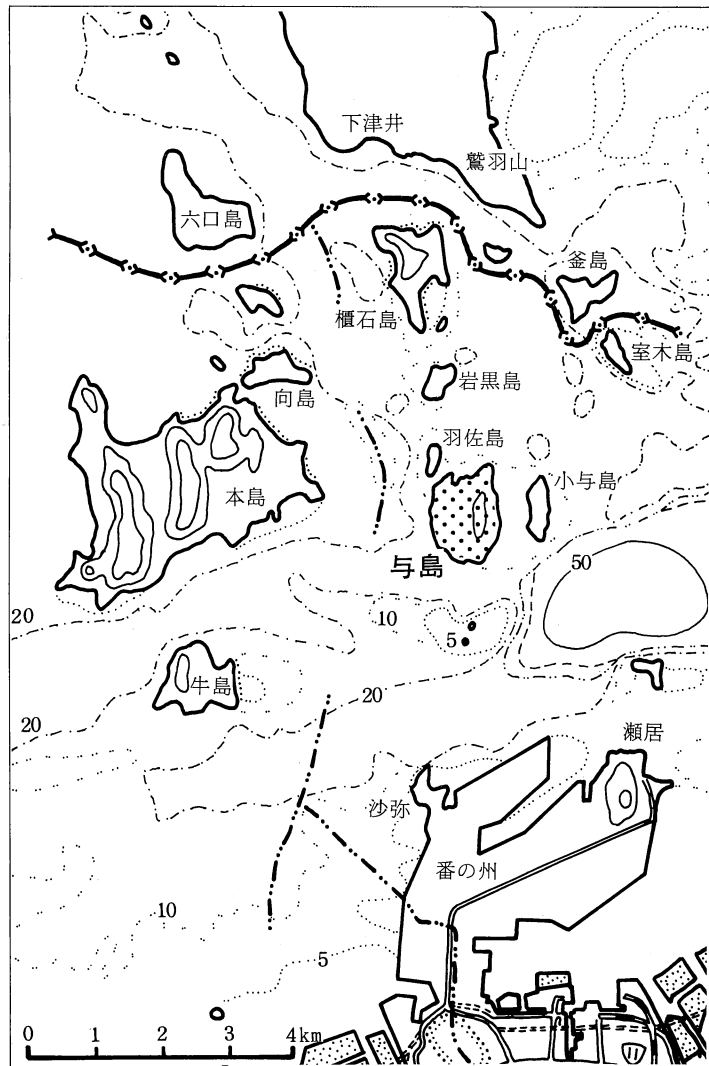 下津井
鷲羽山
六口島
釜島
櫃石島
室木島
向島
岩黒島
羽佐島
本島
小与島
与島
50
20
10
5
牛島
20
20
瀬居
沙弥
番の州
10
5
0 1 2 3 4km
11